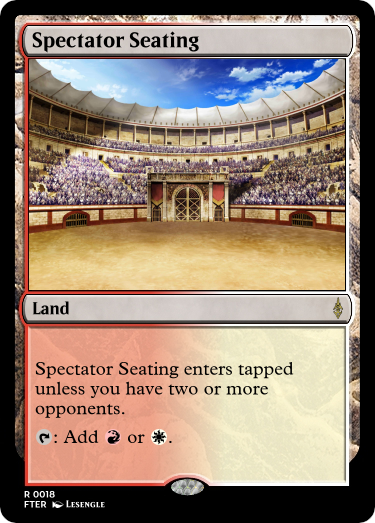 Spectator Seating
Land
Spectator Seating enters tapped
unless you have two or more
opponents.
: Add or .
R 0018
FTER Lesengle